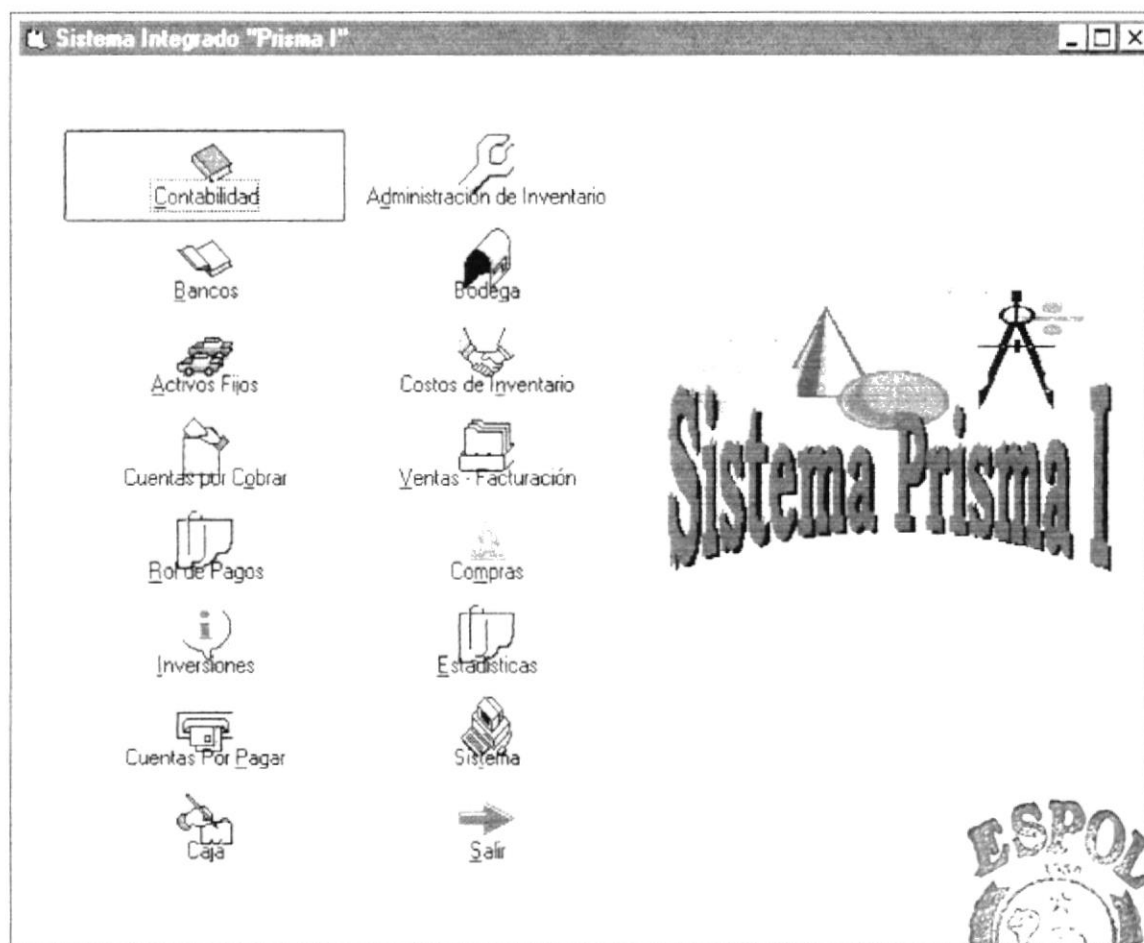 Sistema Integrado "Prisma I"
Contabilidad
Administración de Inventario
Bancos
Bodega
Activos Fijos
Costos de Inventario
Cuentas por Cobrar
Ventas - Facturación
Rol de Pagos
Compras
Inversiones
Estadísticas
Cuentas Por Pagar
Sistema
Caja
Salir
Sistema Prisma I
ESPOL